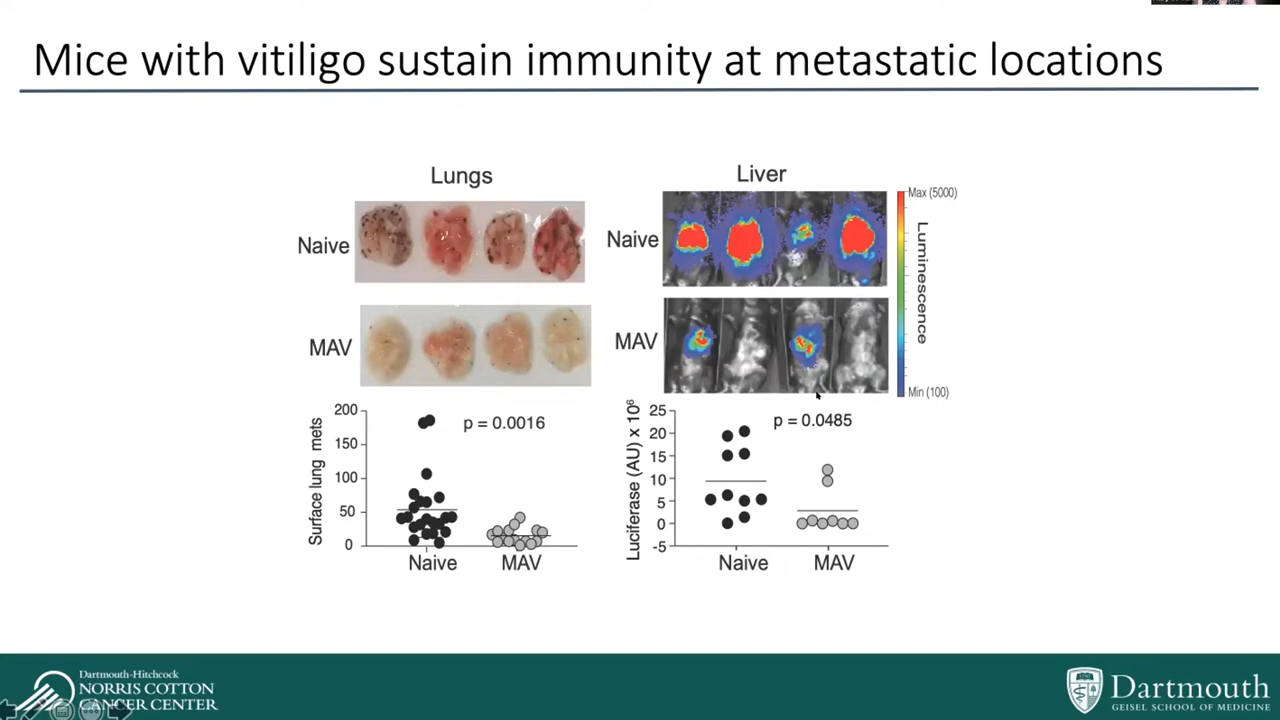 Mice with vitiligo sustain immunity at metastatic locations
Lungs
Naive
MAV
Surface lung mets
200
150
100
50
0
p = 0.0016
Naive
MAV
Liver
Naive
MAV
Max (5000)
Luminescence
Min (100)
Luciferase (AU) x 10⁶
25
20
15
10
5
0
-5
p = 0.0485
Naive
MAV
Dartmouth-Hitchcock
NORRIS COTTON
CANCER CENTER
Dartmouth
GEISEL SCHOOL OF MEDICINE